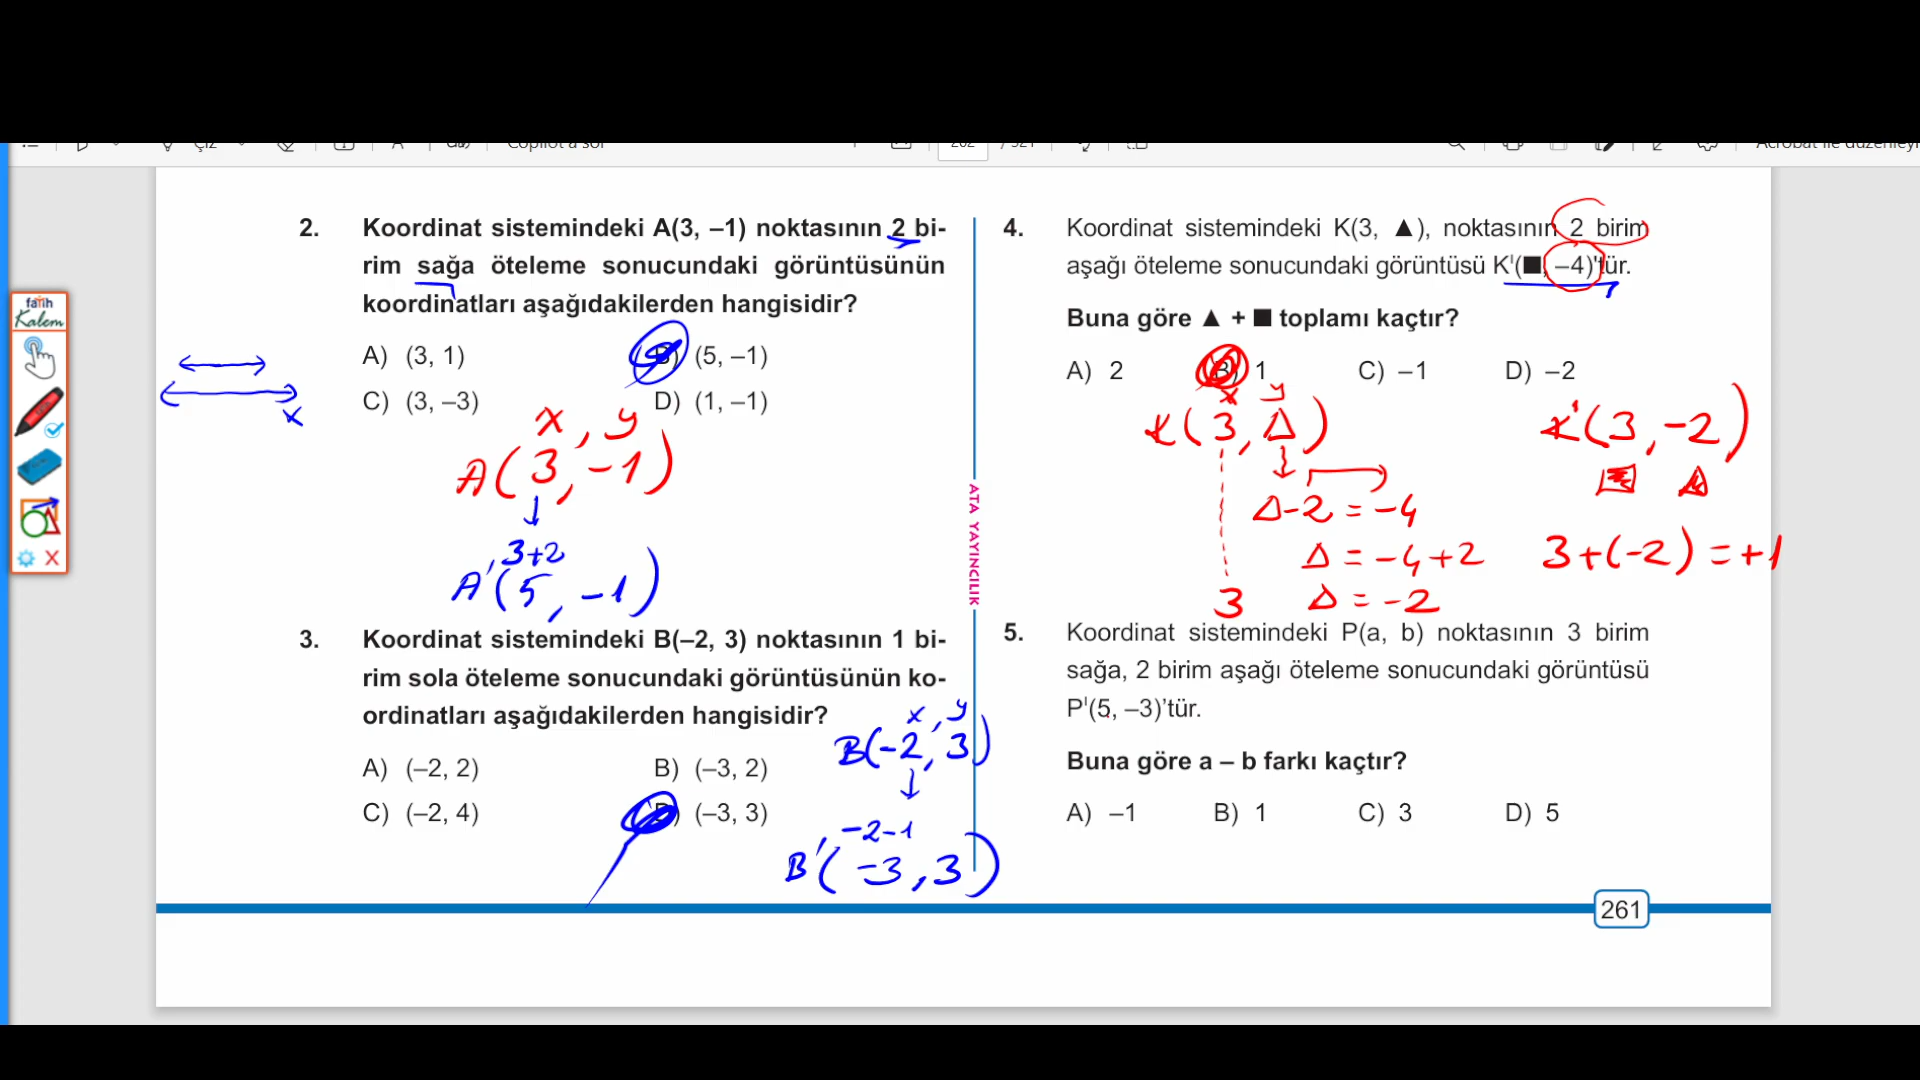 Copilot'a sor
fatih
Kalem
2. Koordinat sistemindeki A(3, –1) noktasının 2 bi-
rim sağa öteleme sonucundaki görüntüsünün
koordinatları aşağıdakilerden hangisidir?
A) (3, 1) B) (5, –1)
C) (3, –3) D) (1, –1)
x
x , y
A(3, -1)
3+2
A'(5, -1)
3. Koordinat sistemindeki B(–2, 3) noktasının 1 bi-
rim sola öteleme sonucundaki görüntüsünün ko-
ordinatları aşağıdakilerden hangisidir?
A) (–2, 2) B) (–3, 2)
C) (–2, 4) D) (–3, 3)
x , y
B(-2, 3)
-2-1
B'(-3, 3)
ATA YAYINCILIK
4. Koordinat sistemindeki K(3, ▲), noktasının 2 birim
aşağı öteleme sonucundaki görüntüsü K'(■, –4)'tür.
Buna göre ▲ + ■ toplamı kaçtır?
A) 2 B) 1 C) –1 D) –2
x y
K(3, Δ)
Δ-2 = -4
Δ = -4+2
3 Δ = -2
K'(3, -2)
3+(-2) = +1
5. Koordinat sistemindeki P(a, b) noktasının 3 birim
sağa, 2 birim aşağı öteleme sonucundaki görüntüsü
P'(5, –3)'tür.
Buna göre a – b farkı kaçtır?
A) –1 B) 1 C) 3 D) 5
261